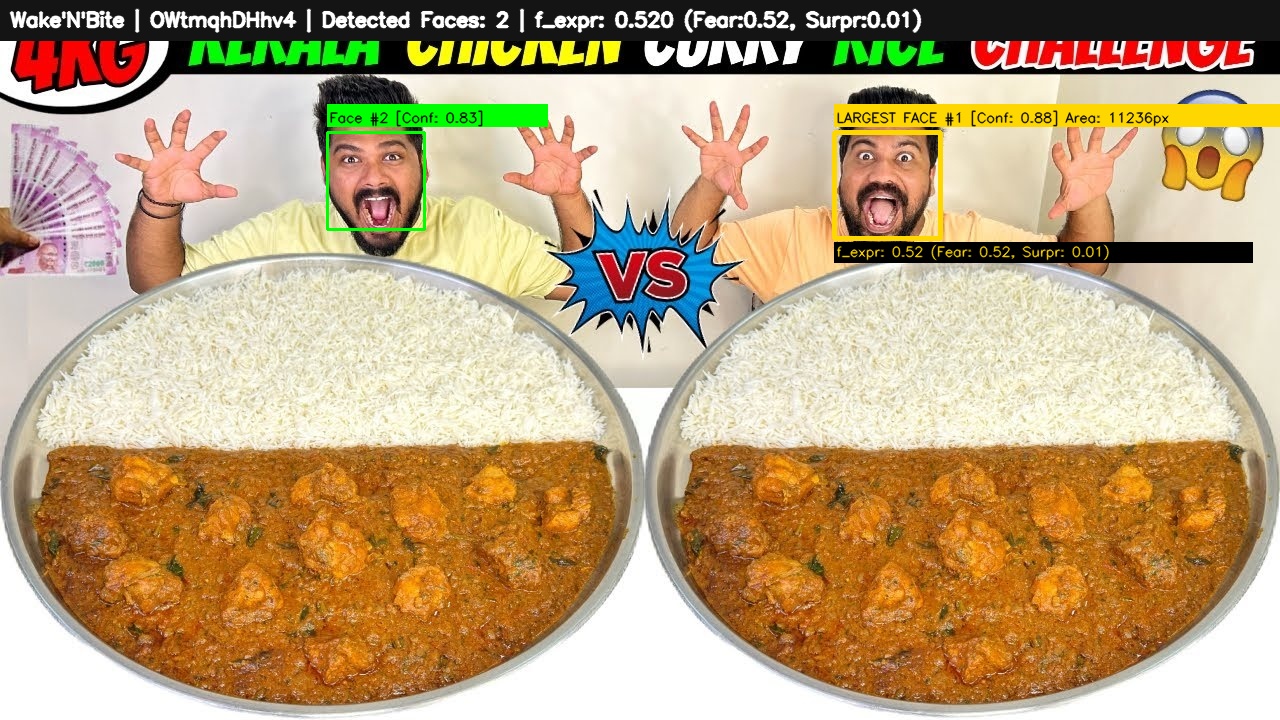 Wake'N'Bite | OWtmqhDHhv4 | Detected Faces: 2 | f_expr: 0.520 (Fear:0.52, Surpr:0.01)
4KG KERALA CHICKEN CURRY RICE CHALLENGE
Face #2 [Conf: 0.83]
LARGEST FACE #1 [Conf: 0.88] Area: 11236px
f_expr: 0.52 (Fear: 0.52, Surpr: 0.01)
VS